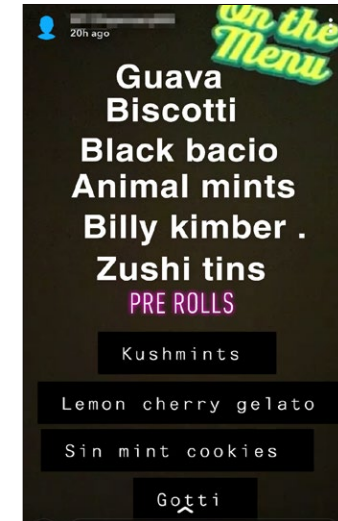 20h ago
on the
Menu
Guava
Biscotti
Black bacio
Animal mints
Billy kimber .
Zushi tins
PRE ROLLS
Kushmints
Lemon cherry gelato
Sin mint cookies
Gotti